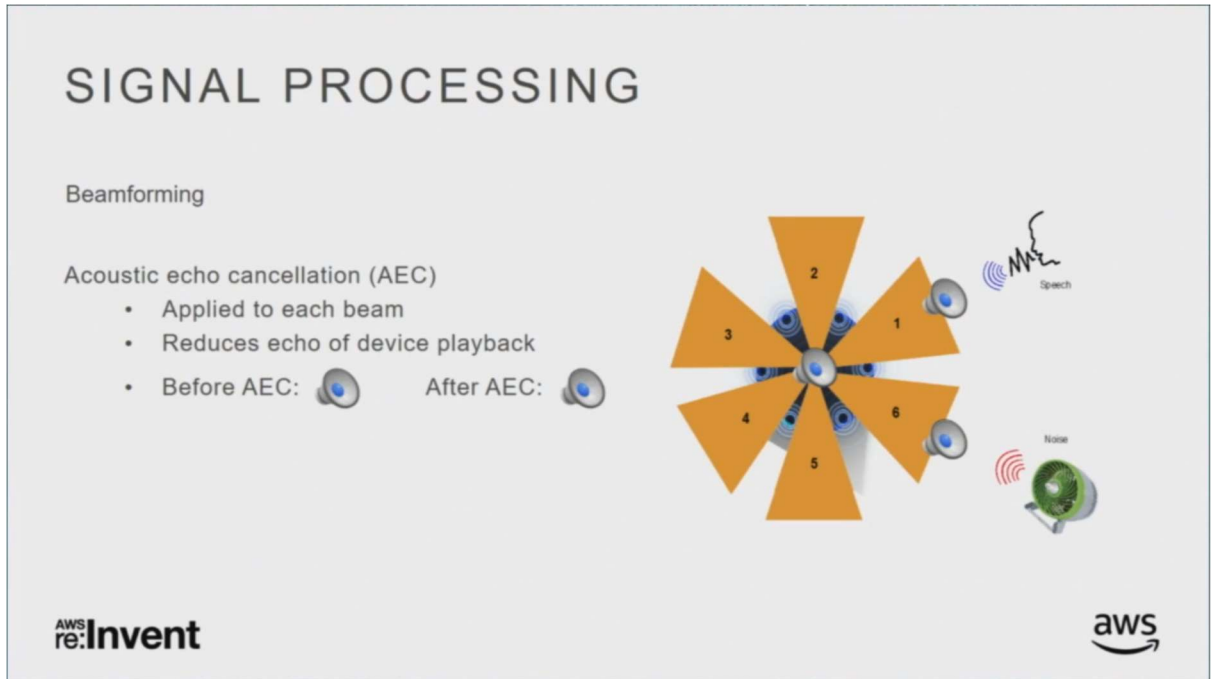 SIGNAL PROCESSING
Beamforming
Acoustic echo cancellation (AEC)
• Applied to each beam
• Reduces echo of device playback
• Before AEC: After AEC:
2
1
3
4
6
5
Speech
Noise
AWS
re:Invent
aws